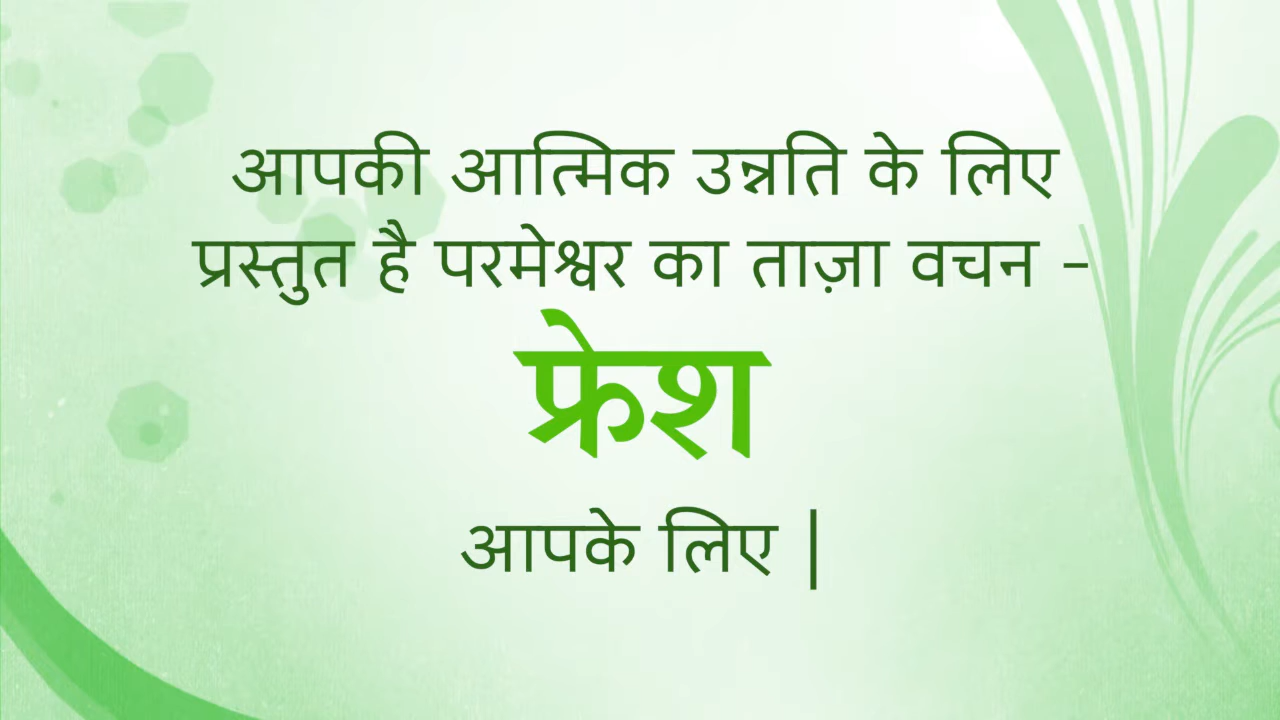 आपकी आत्मिक उन्नति के लिए
प्रस्तुत है परमेश्वर का ताज़ा वचन -
फ्रेश
आपके लिए |